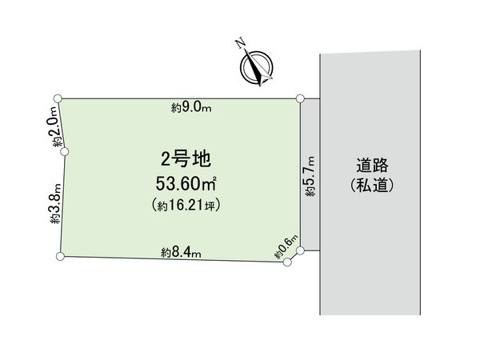 N
約9.0m
約2.0m
2号地
53.60㎡
(約16.21坪)
約5.7m
道路
(私道)
約3.8m
約8.4m
約0.6m